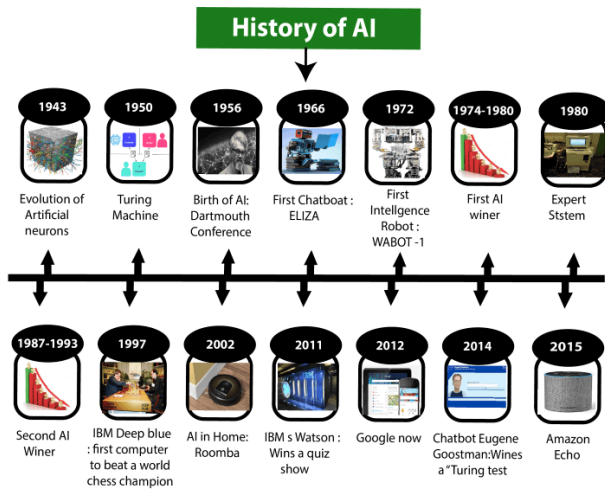 History of AI
1943
1950
1956
1966
1972
1974-1980
1980
Evolution of
Artificial
neurons
Turing
Machine
Birth of AI:
Dartmouth
Conference
First Chatboat :
ELIZA
First
Intellgence
Robot :
WABOT -1
First AI
winer
Expert
Ststem
1987-1993
1997
2002
2011
2012
2014
2015
Second AI
Winer
IBM Deep blue
: first computer
to beat a world
chess champion
AI in Home:
Roomba
IBM s Watson :
Wins a quiz
show
Google now
Chatbot Eugene
Goostman:Wines
a "Turing test
Amazon
Echo